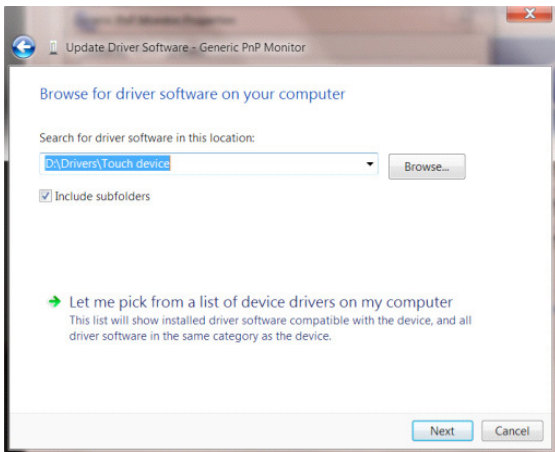 Update Driver Software - Generic PnP Monitor
Browse for driver software on your computer
Search for driver software in this location:
D:\Drivers\Touch device
Browse...
Include subfolders
Let me pick from a list of device drivers on my computer
This list will show installed driver software compatible with the device, and all
driver software in the same category as the device.
Next
Cancel